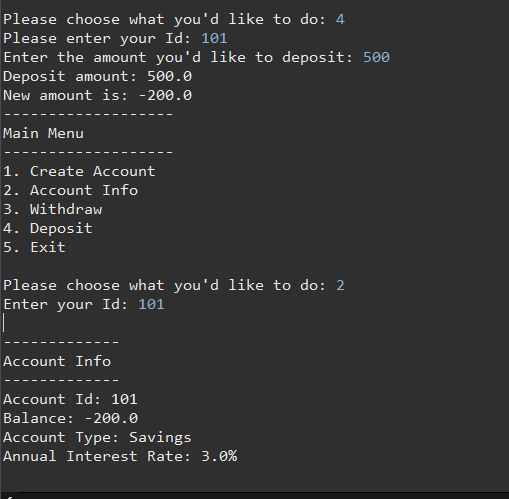 Please choose what you'd like to do: 4
Please enter your Id: 101
Enter the amount you'd like to deposit: 500
Deposit amount: 500.0
New amount is: -200.0
-------------------
Main Menu
-------------------
1. Create Account
2. Account Info
3. Withdraw
4. Deposit
5. Exit
Please choose what you'd like to do: 2
Enter your Id: 101
-------------
Account Info
-------------
Account Id: 101
Balance: -200.0
Account Type: Savings
Annual Interest Rate: 3.0%